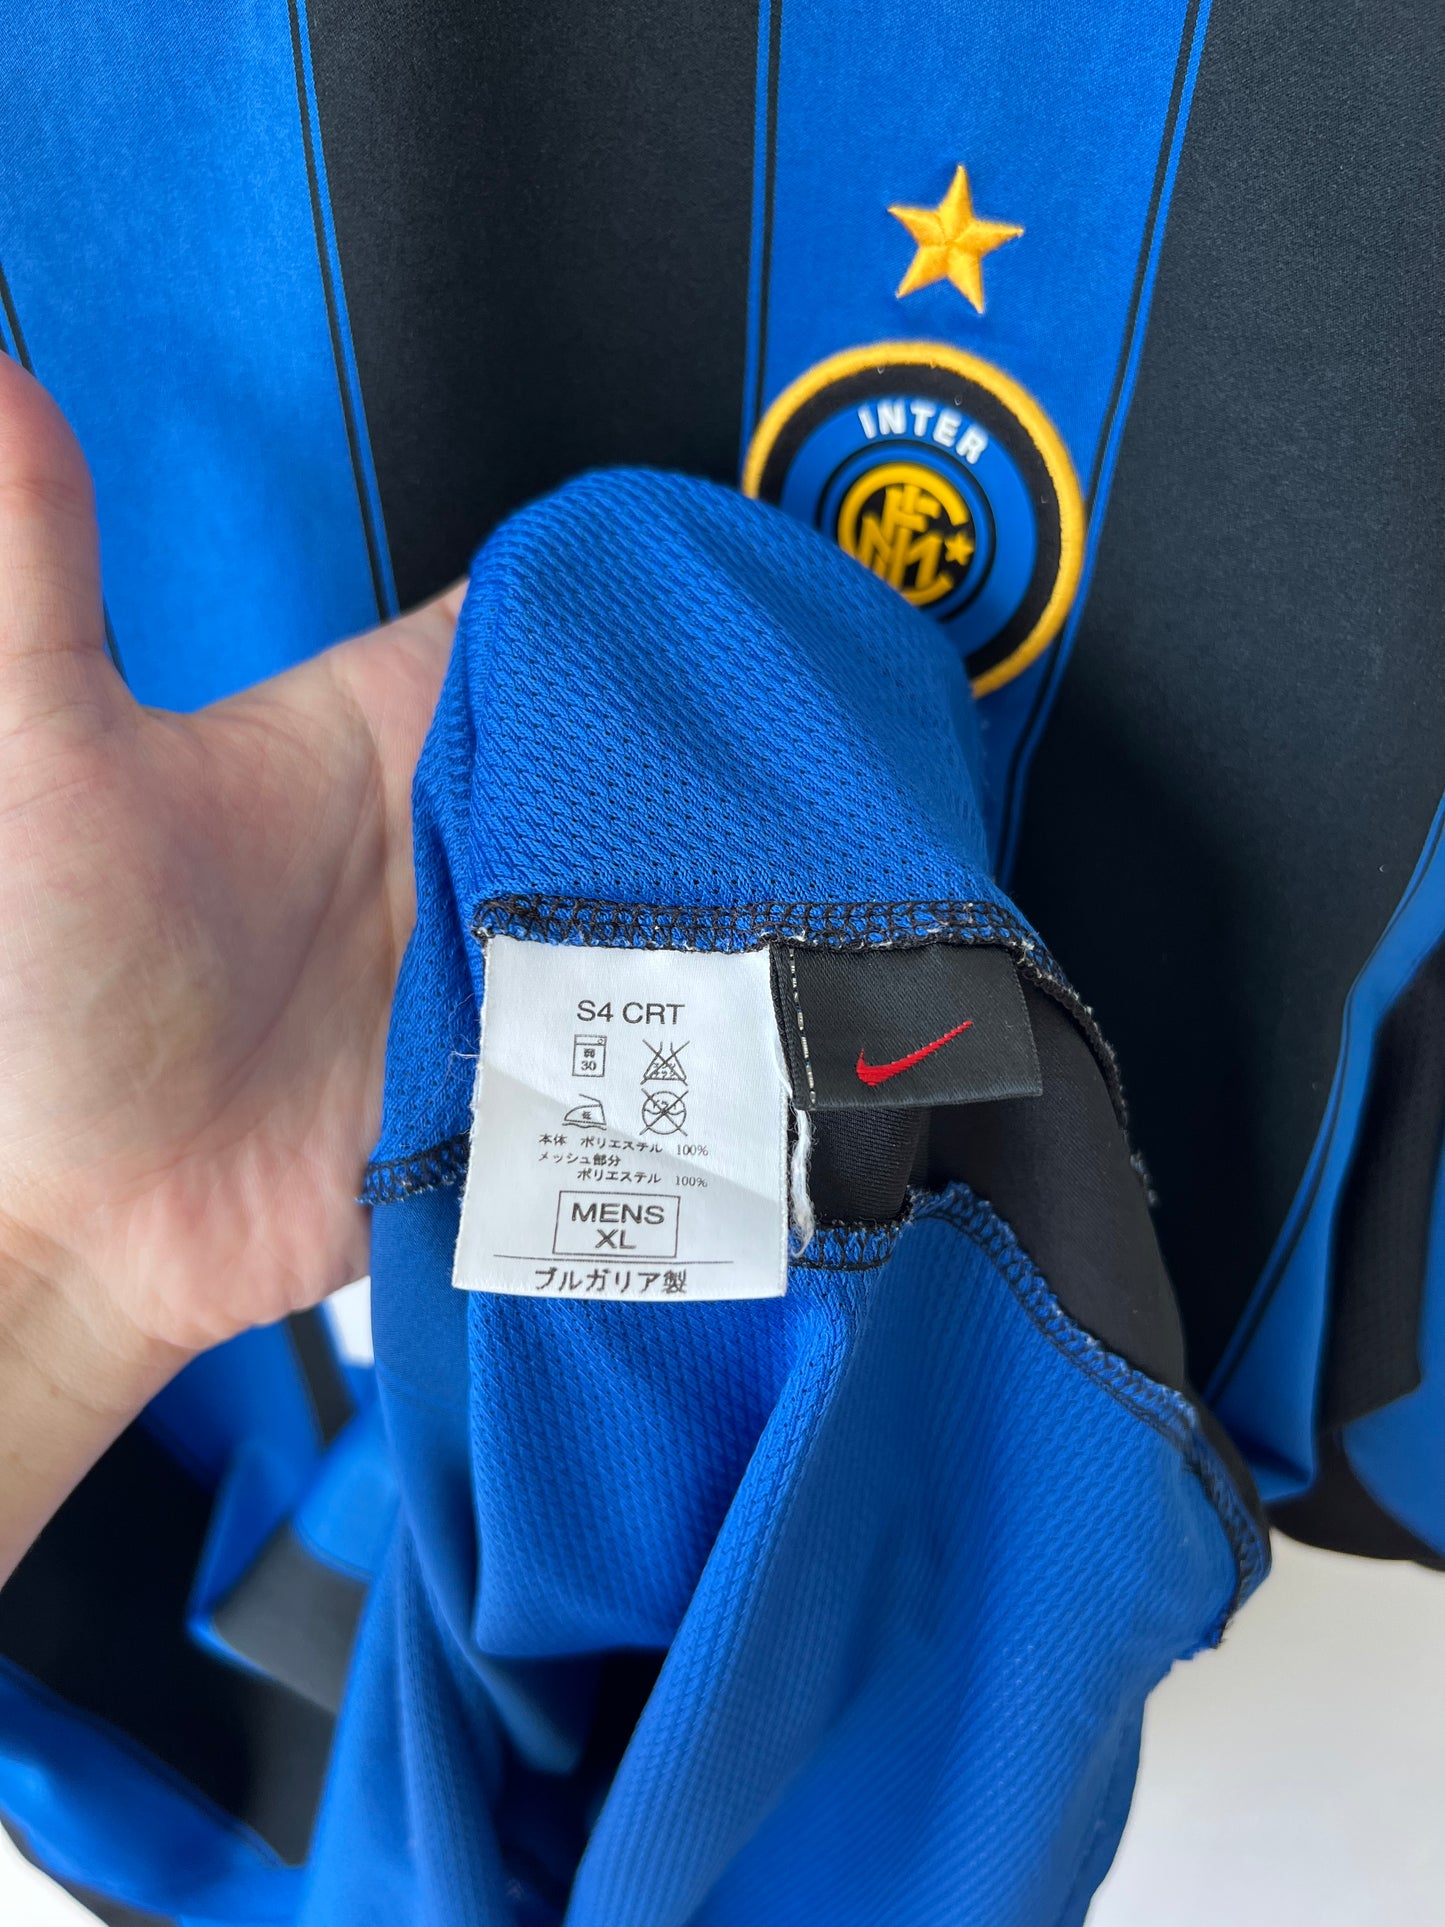 INTER
S4 CRT
30
本体 ポリエステル 100%
メッシュ部分
ポリエステル 100%
MENS
XL
ブルガリア製